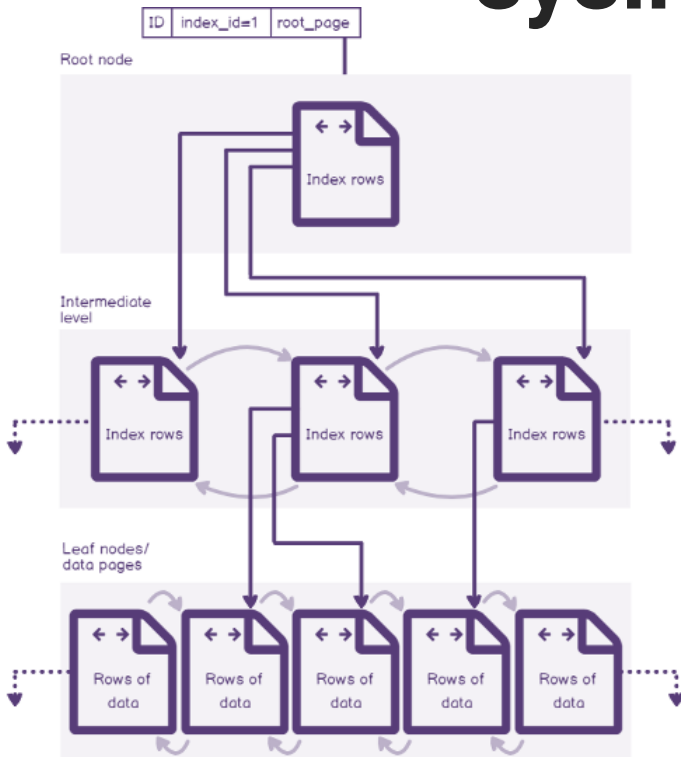 ID index_id=1 root_page
Root node
Index rows
Intermediate
level
Index rows
Index rows
Index rows
Leaf nodes/
data pages
Rows of
data
Rows of
data
Rows of
data
Rows of
data
Rows of
data